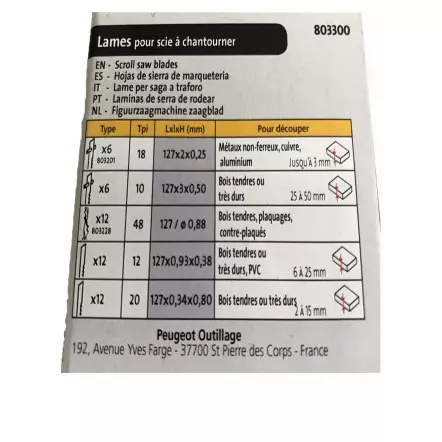 803300
Lames pour scie à chantourner
EN - Scroll saw blades
ES - Hojas de sierra de marqueteria
IT - Lame per saga a traforo
PT - Laminas de serra de rodear
NL - Figuurzaagmachine zaagblad
Type Tpi LxlxH (mm) Pour découper
x6 803201 18 127x2x0,25 Métaux non-ferreux, cuivre, aluminium Jusqu'À 3 mm
x6 10 127x3x0,50 Bois tendres ou très durs 25 À 50 mm
x12 803228 48 127 / ø 0,88 Bois tendres, plaquages, contre-plaqués
x12 12 127x0,93x0,38 Bois tendres ou très durs, PVC 6 À 25 mm
x12 20 127x0,34x0,80 Bois tendres ou très durs 2 À 15 mm
Peugeot Outillage
192, Avenue Yves Farge - 37700 St Pierre des Corps - France